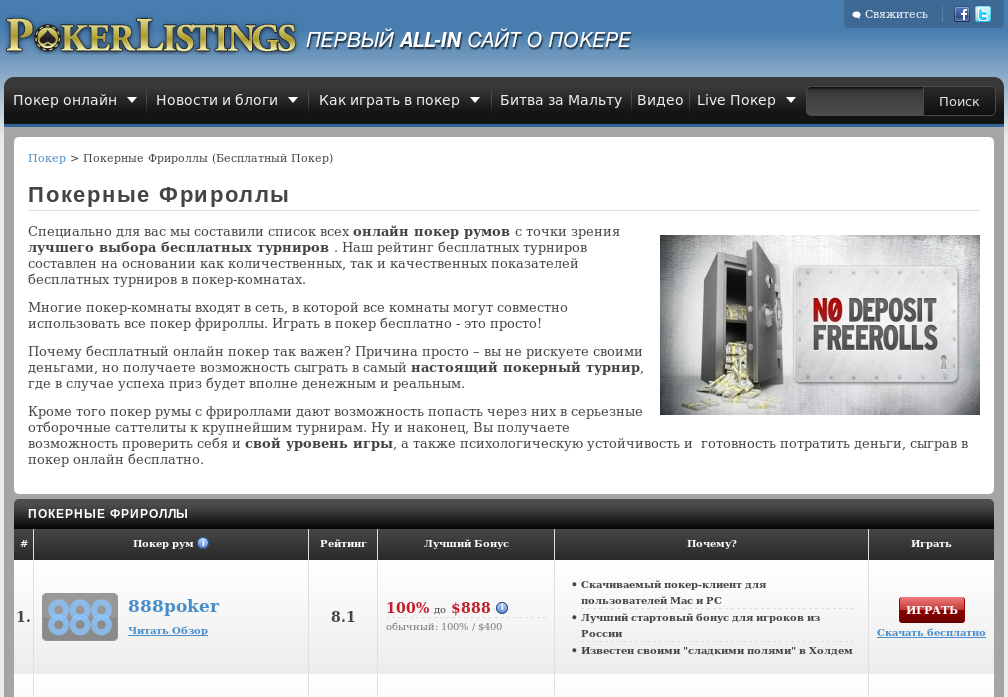 POKERLISTINGS ПЕРВЫЙ ALL-IN САЙТ О ПОКЕРЕ
Свяжитесь
Покер онлайн Новости и блоги Как играть в покер Битва за Мальту Видео Live Покер Поиск
Покер > Покерные Фрироллы (Бесплатный Покер)
Покерные Фрироллы
Специально для вас мы составили список всех онлайн покер румов с точки зрения
лучшего выбора бесплатных турниров . Наш рейтинг бесплатных турниров
составлен на основании как количественных, так и качественных показателей
бесплатных турниров в покер-комнатах.
Многие покер-комнаты входят в сеть, в которой все комнаты могут совместно
использовать все покер фрироллы. Играть в покер бесплатно - это просто!
Почему бесплатный онлайн покер так важен? Причина просто – вы не рискуете своими
деньгами, но получаете возможность сыграть в самый настоящий покерный турнир,
где в случае успеха приз будет вполне денежным и реальным.
Кроме того покер румы с фрироллами дают возможность попасть через них в серьезные
отборочные саттелиты к крупнейшим турнирам. Ну и наконец, Вы получаете
возможность проверить себя и свой уровень игры, а также психологическую устойчивость и готовность потратить деньги, сыграв в
покер онлайн бесплатно.
NO DEPOSIT
FREEROLLS
ПОКЕРНЫЕ ФРИРОЛЛЫ
# Покер рум Рейтинг Лучший Бонус Почему? Играть
1.
888
888poker
Читать Обзор
8.1
100% до $888
обычный: 100% / $400
• Скачиваемый покер-клиент для
пользователей Mac и PC
• Лучший стартовый бонус для игроков из
России
• Известен своими "сладкими полями" в Холдем
ИГРАТЬ
Скачать бесплатно